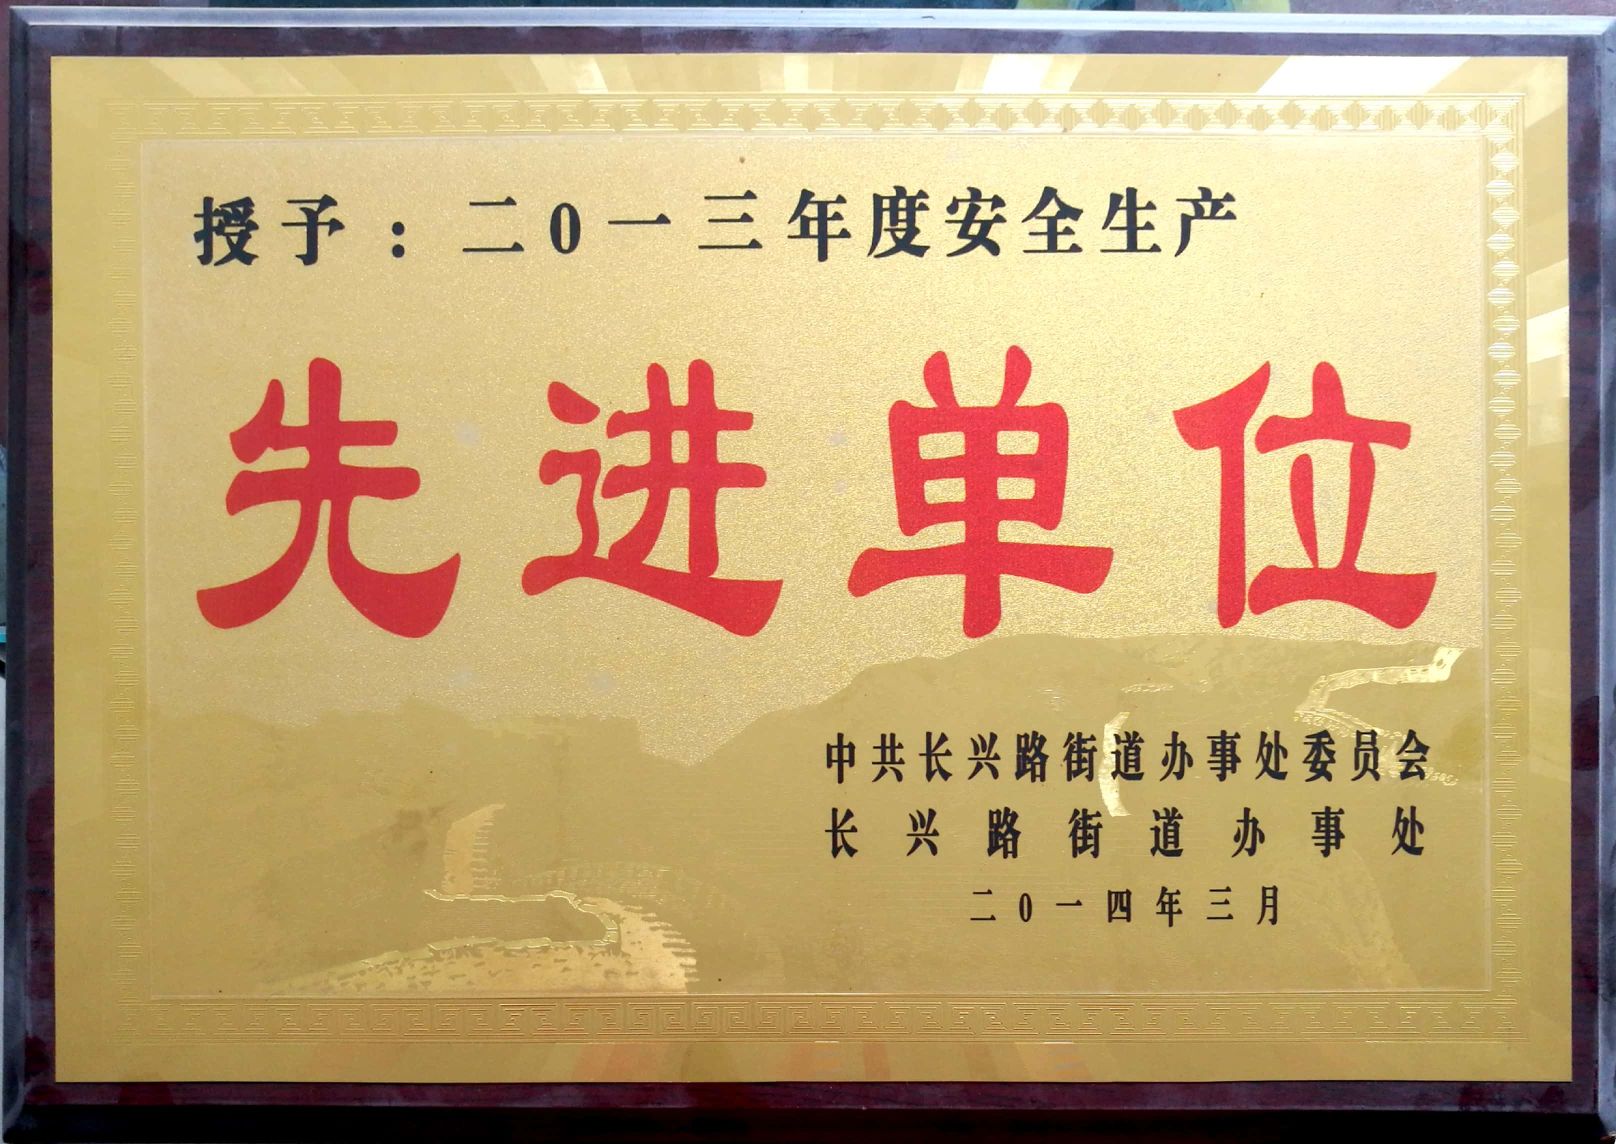 授予：二0一三年度安全生产
先进单位
中共长兴路街道办事处委员会
长兴路街道办事处
二0一四年三月